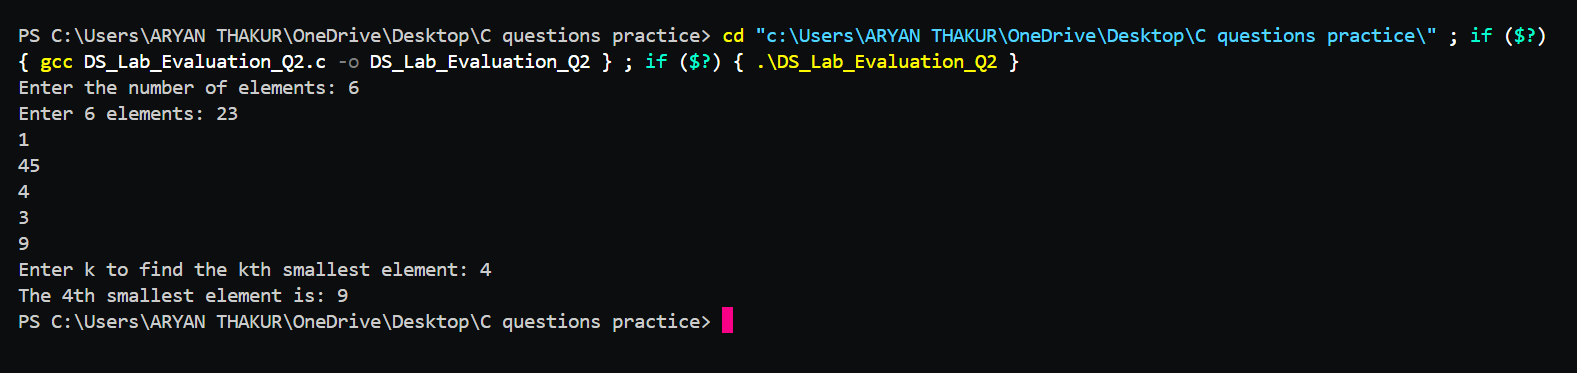 PS C:\Users\ARYAN THAKUR\OneDrive\Desktop\C questions practice> cd "c:\Users\ARYAN THAKUR\OneDrive\Desktop\C questions practice\" ; if ($?)
{ gcc DS_Lab_Evaluation_Q2.c -o DS_Lab_Evaluation_Q2 } ; if ($?) { .\DS_Lab_Evaluation_Q2 }
Enter the number of elements: 6
Enter 6 elements: 23
1
45
4
3
9
Enter k to find the kth smallest element: 4
The 4th smallest element is: 9
PS C:\Users\ARYAN THAKUR\OneDrive\Desktop\C questions practice>